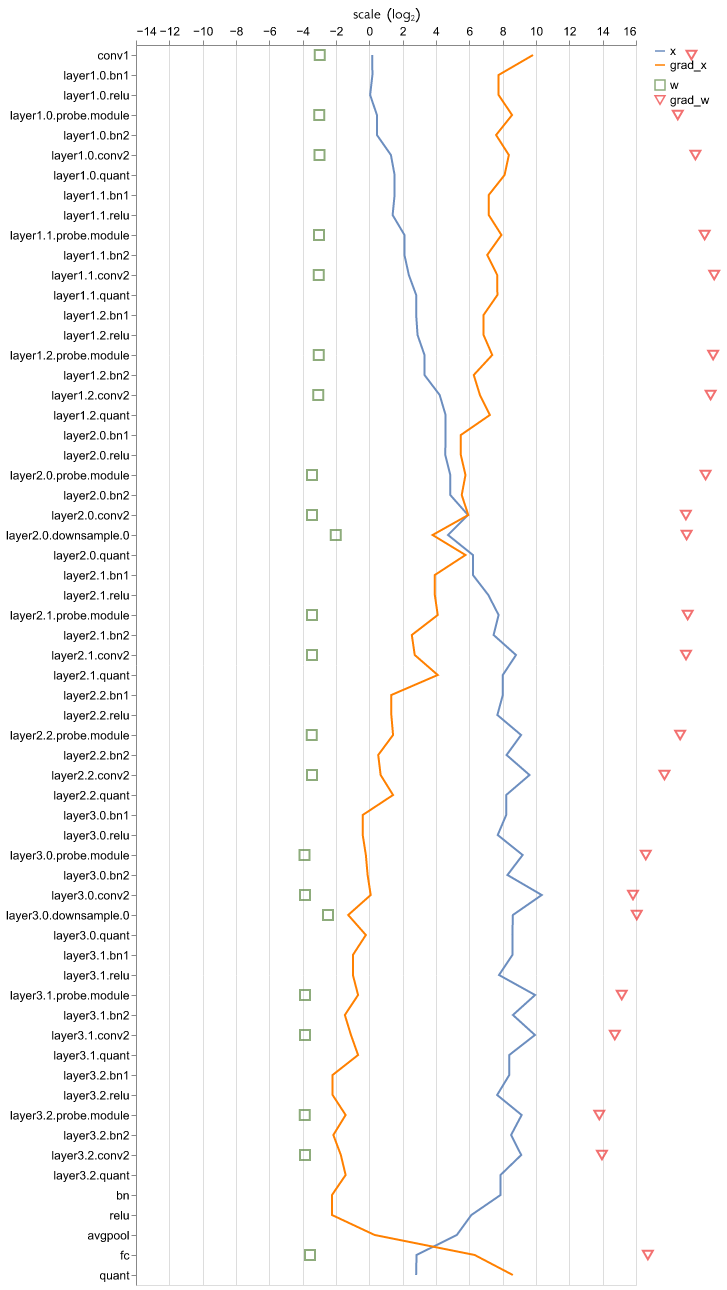 scale (log₂)
−14 −12 −10 −8 −6 −4 −2 0 2 4 6 8 10 12 14 16
x
grad_x
w
grad_w
conv1
layer1.0.bn1
layer1.0.relu
layer1.0.probe.module
layer1.0.bn2
layer1.0.conv2
layer1.0.quant
layer1.1.bn1
layer1.1.relu
layer1.1.probe.module
layer1.1.bn2
layer1.1.conv2
layer1.1.quant
layer1.2.bn1
layer1.2.relu
layer1.2.probe.module
layer1.2.bn2
layer1.2.conv2
layer1.2.quant
layer2.0.bn1
layer2.0.relu
layer2.0.probe.module
layer2.0.bn2
layer2.0.conv2
layer2.0.downsample.0
layer2.0.quant
layer2.1.bn1
layer2.1.relu
layer2.1.probe.module
layer2.1.bn2
layer2.1.conv2
layer2.1.quant
layer2.2.bn1
layer2.2.relu
layer2.2.probe.module
layer2.2.bn2
layer2.2.conv2
layer2.2.quant
layer3.0.bn1
layer3.0.relu
layer3.0.probe.module
layer3.0.bn2
layer3.0.conv2
layer3.0.downsample.0
layer3.0.quant
layer3.1.bn1
layer3.1.relu
layer3.1.probe.module
layer3.1.bn2
layer3.1.conv2
layer3.1.quant
layer3.2.bn1
layer3.2.relu
layer3.2.probe.module
layer3.2.bn2
layer3.2.conv2
layer3.2.quant
bn
relu
avgpool
fc
quant